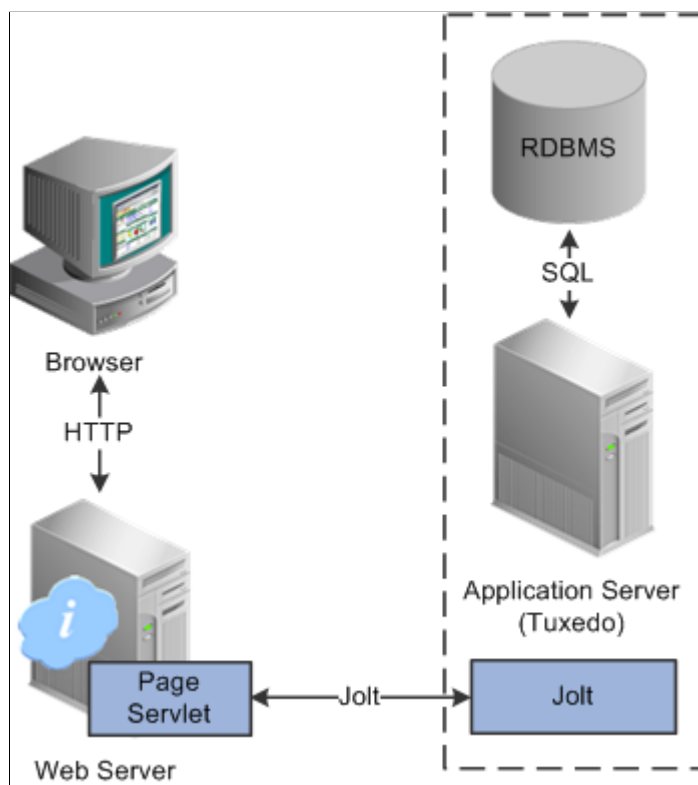 RDBMS
SQL
Browser
HTTP
Application Server
(Tuxedo)
i
Page
Servlet
Jolt
Jolt
Web Server